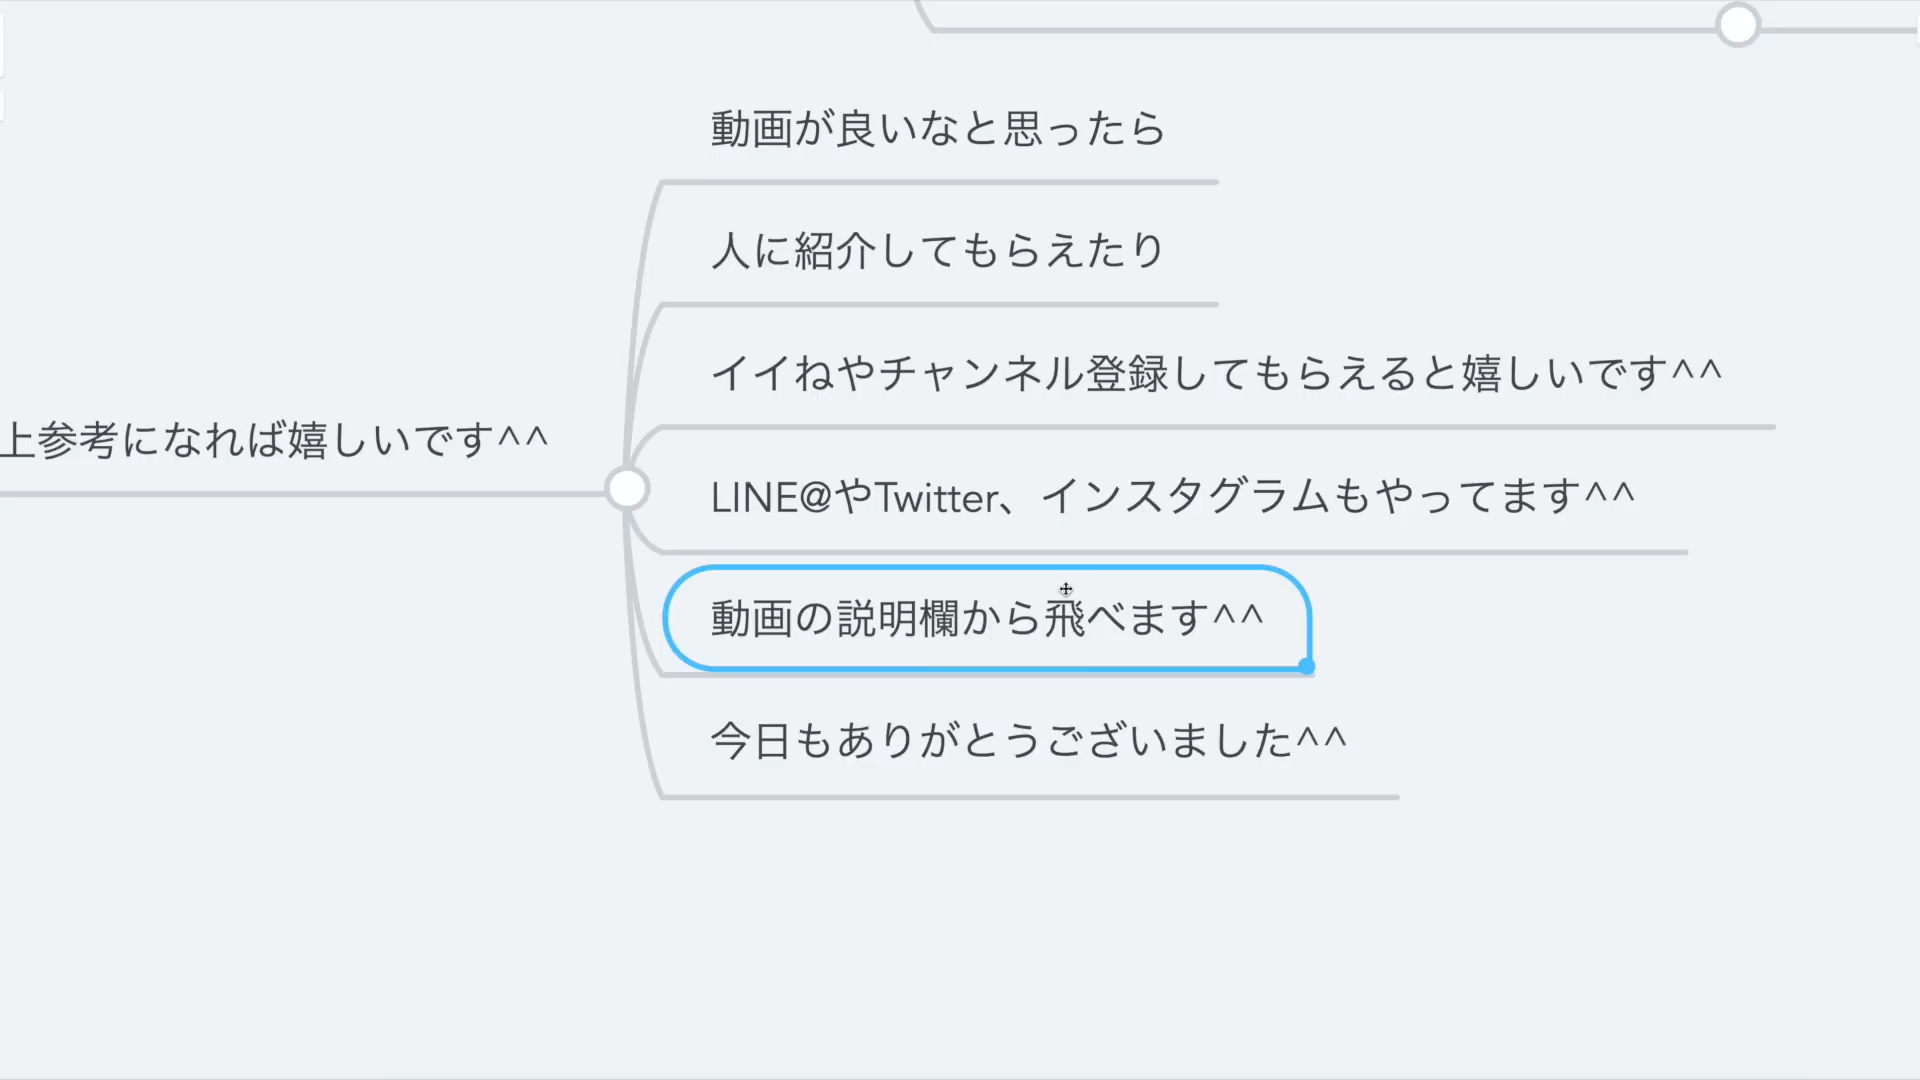 動画が良いなと思ったら
人に紹介してもらえたり
イイねやチャンネル登録してもらえると嬉しいです^^
上参考になれば嬉しいです^^
LINE@やTwitter、インスタグラムもやってます^^
動画の説明欄から飛べます^^
今日もありがとうございました^^